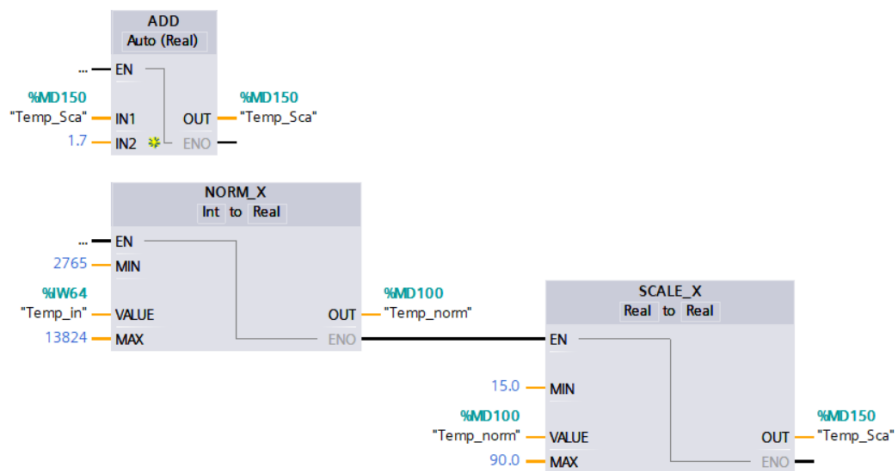 ADD
Auto (Real)
... EN
%MD150 %MD150
"Temp_Sca" IN1 OUT "Temp_Sca"
1.7 IN2 ENO
NORM_X
Int to Real
... EN
2765 MIN
%IW64 %MD100
"Temp_in" VALUE OUT "Temp_norm"
13824 MAX ENO
SCALE_X
Real to Real
EN
15.0 MIN
%MD100 %MD150
"Temp_norm" VALUE OUT "Temp_Sca"
90.0 MAX ENO